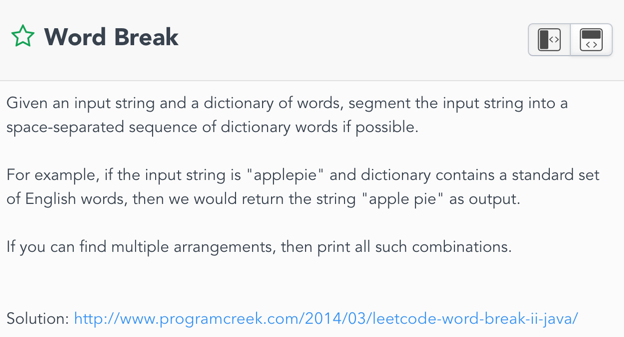 Word Break
Given an input string and a dictionary of words, segment the input string into a
space-separated sequence of dictionary words if possible.
For example, if the input string is "applepie" and dictionary contains a standard set
of English words, then we would return the string "apple pie" as output.
If you can find multiple arrangements, then print all such combinations.
Solution: http://www.programcreek.com/2014/03/leetcode-word-break-ii-java/